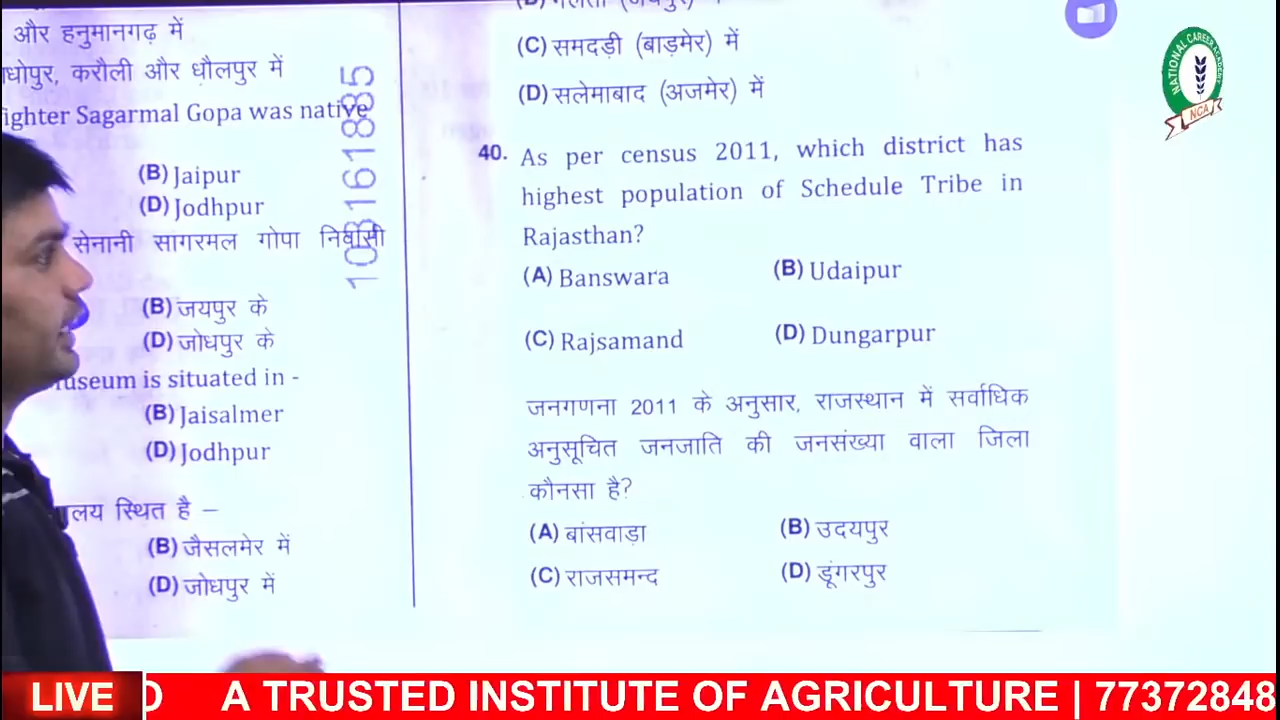 और हनुमानगढ़ में
धोपुर, करौली और धौलपुर में
ighter Sagarmal Gopa was native
(B) Jaipur
(D) Jodhpur
सेनानी सागरमल गोपा निवासी
(B) जयपुर के
(D) जोधपुर के
useum is situated in -
(B) Jaisalmer
(D) Jodhpur
लय स्थित है –
(B) जैसलमेर में
(D) जोधपुर में
108161885
(C) समदड़ी (बाड़मेर) में
(D) सलेमाबाद (अजमेर) में
40. As per census 2011, which district has
highest population of Schedule Tribe in
Rajasthan?
(A) Banswara (B) Udaipur
(C) Rajsamand (D) Dungarpur
जनगणना 2011 के अनुसार, राजस्थान में सर्वाधिक
अनुसूचित जनजाति की जनसंख्या वाला जिला
कौनसा है?
(A) बांसवाड़ा (B) उदयपुर
(C) राजसमन्द (D) डूंगरपुर
NATIONAL CAREER ACADEMY
NCA
LIVE
A TRUSTED INSTITUTE OF AGRICULTURE | 77372848